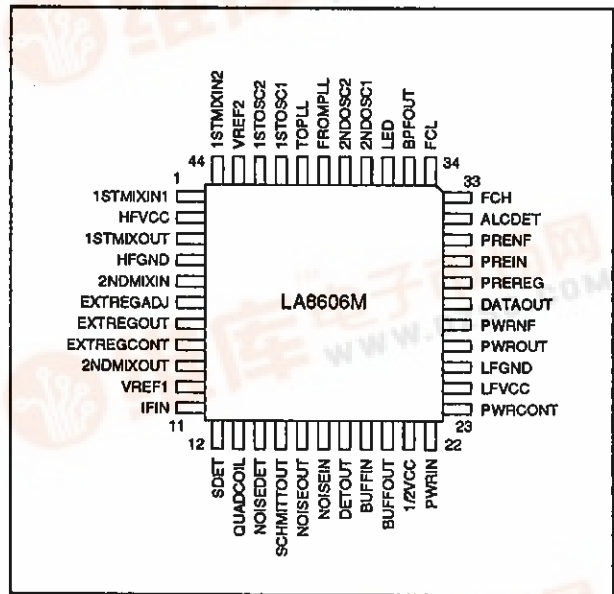 44
1STMIXIN2
VREF2
1STOSC2
1STOSC1
TOPLL
FROMPLL
2NDOSC2
2NDOSC1
LED
BPFOUT
FCL
34
1
1STMIXIN1
HFVCC
1STMIXOUT
HFGND
2NDMIXIN
EXTREGADJ
EXTREGOUT
EXTREGCONT
2NDMIXOUT
VREF1
IFIN
11
LA8606M
33
FCH
ALCDET
PRENF
PREIN
PREREG
DATAOUT
PWRNF
PWROUT
LFGND
LFVCC
PWRCONT
23
12
SDET
QUADCOIL
NOISEDET
SCHMITTOUT
NOISEOUT
NOISEIN
DETOUT
BUFFIN
BUFFOUT
1/2VCC
PWRIN
22